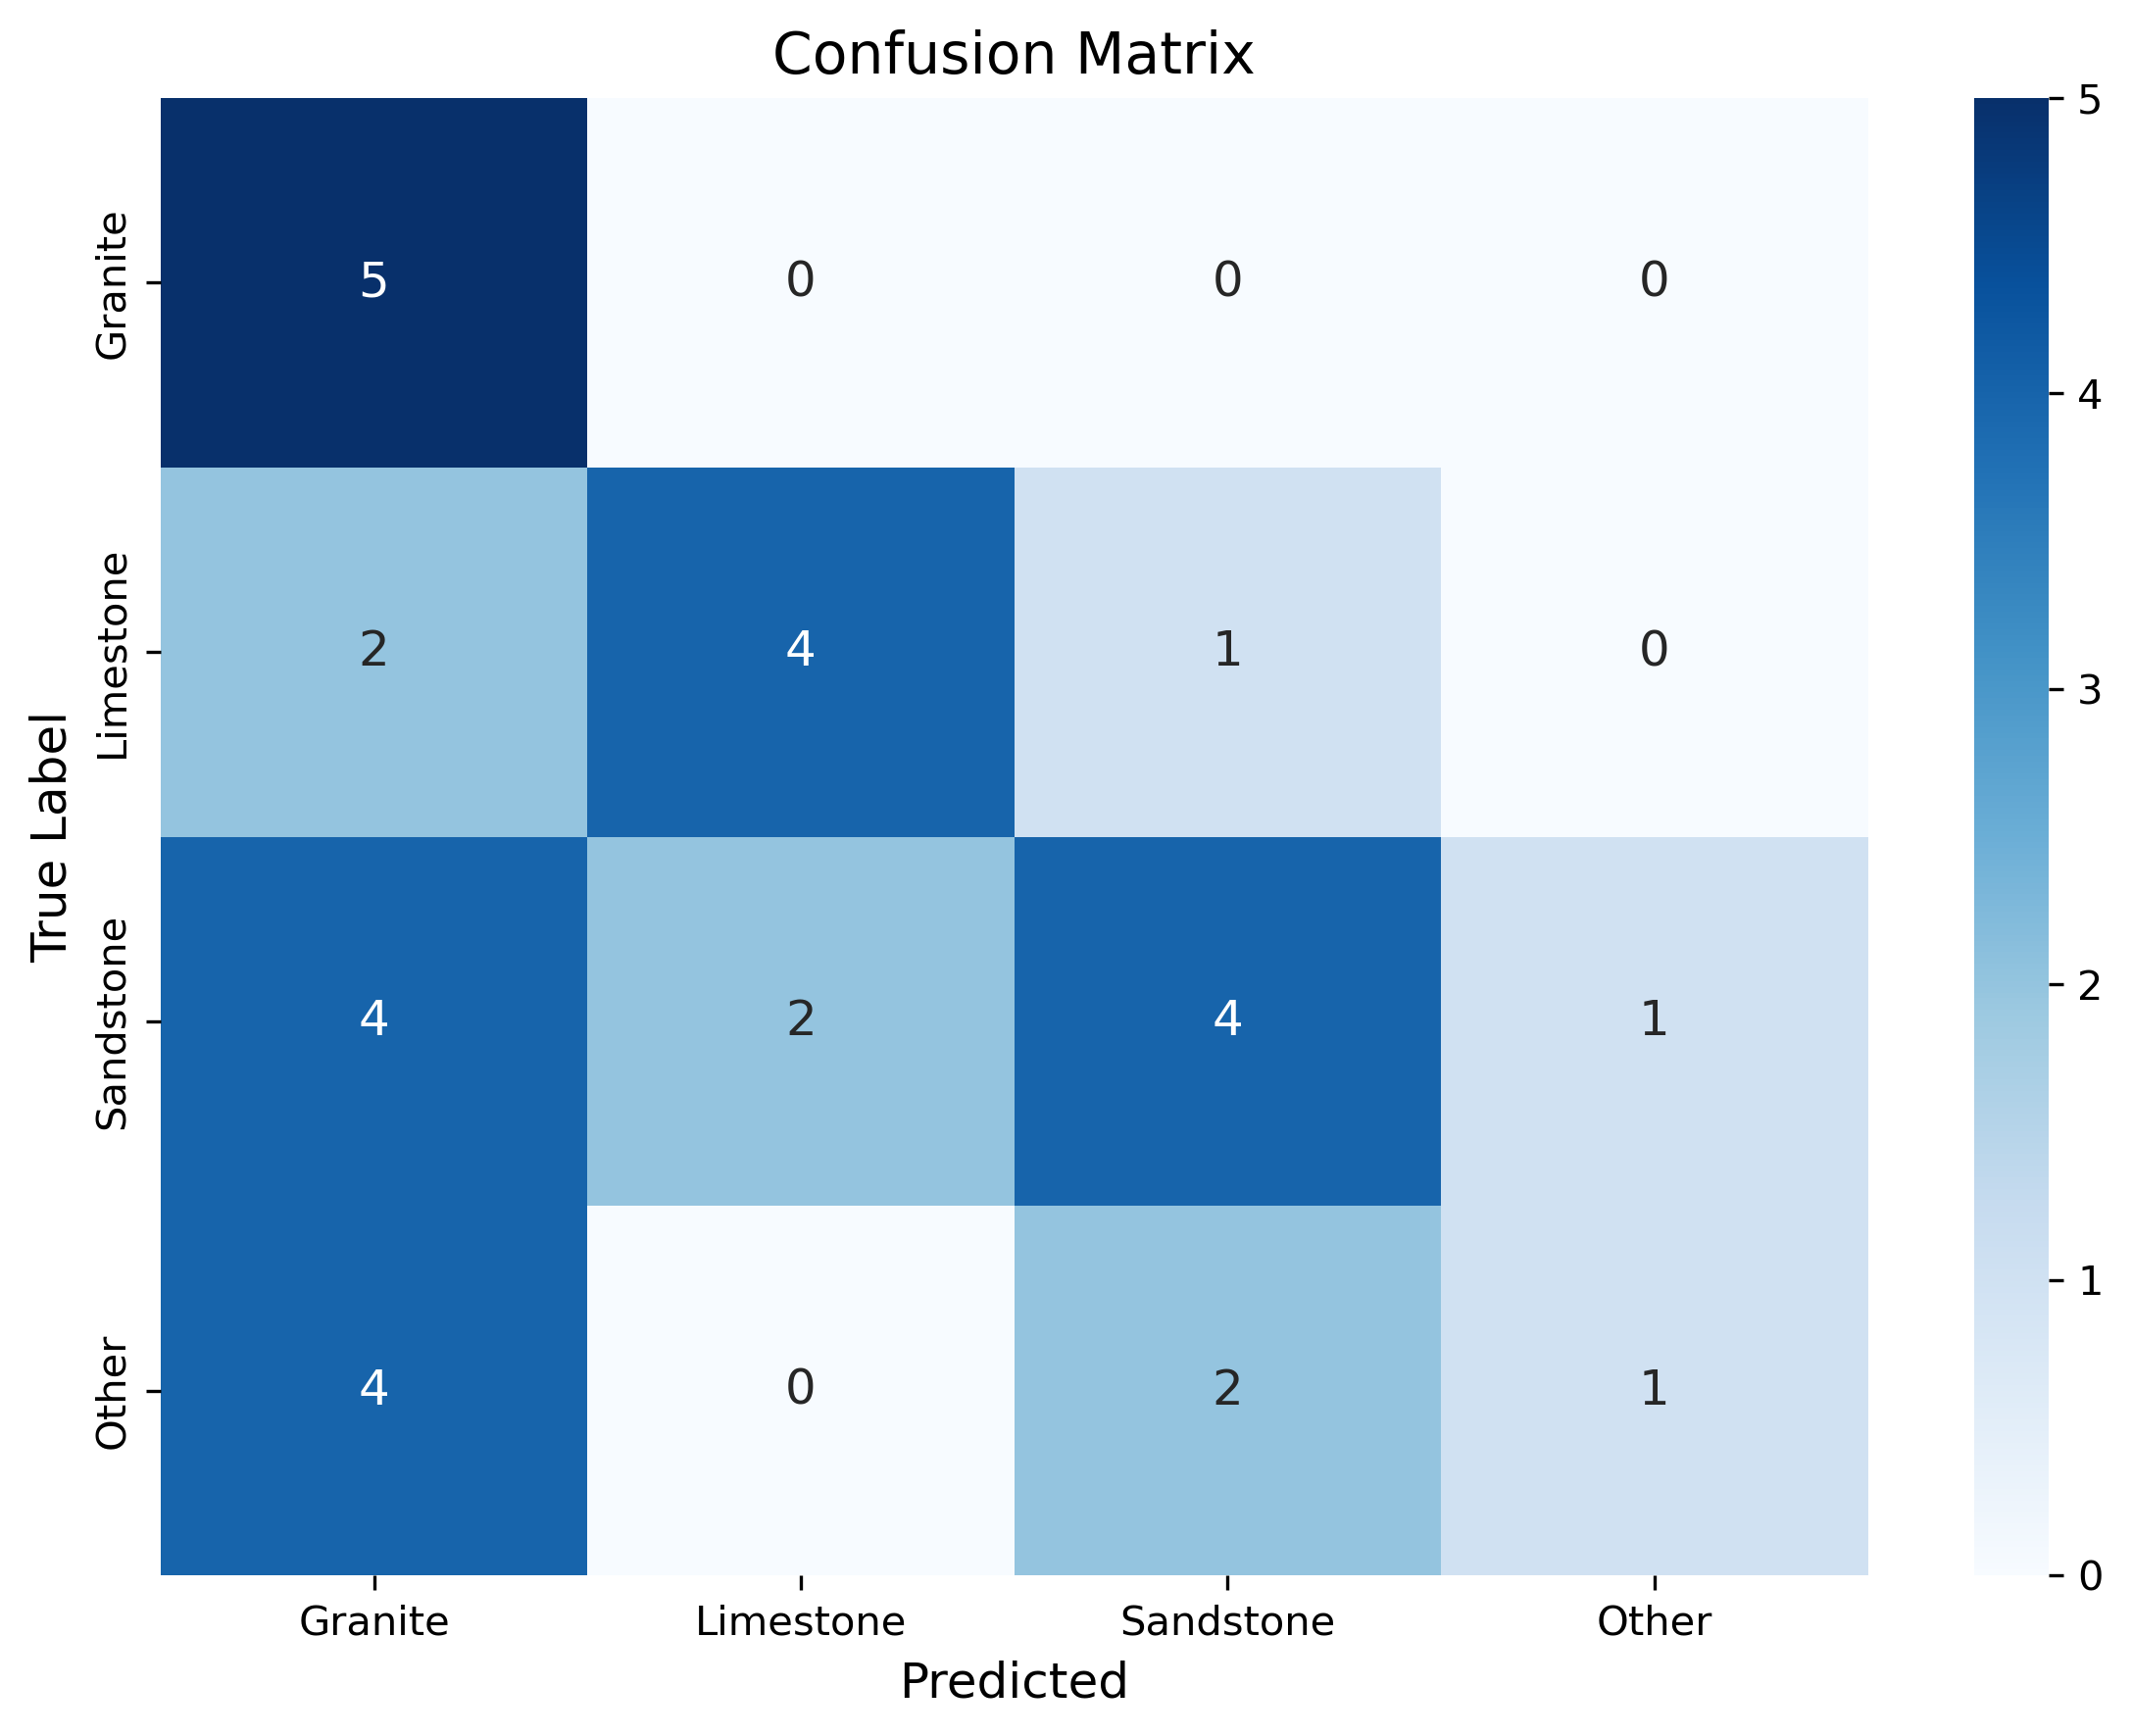 Confusion Matrix
Granite 5 0 0 0
Limestone 2 4 1 0
Sandstone 4 2 4 1
Other 4 0 2 1
True Label
Granite Limestone Sandstone Other
Predicted
5
4
3
2
1
0